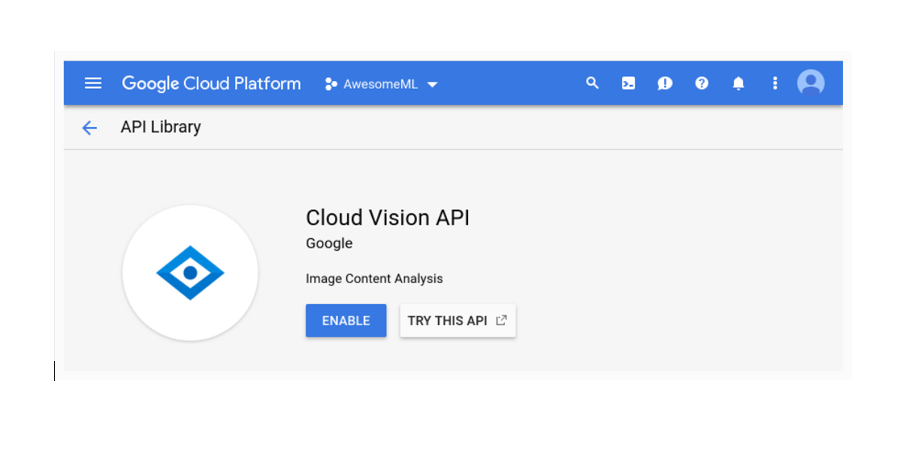 Google Cloud Platform AwesomeML
API Library
Cloud Vision API
Google
Image Content Analysis
ENABLE TRY THIS API